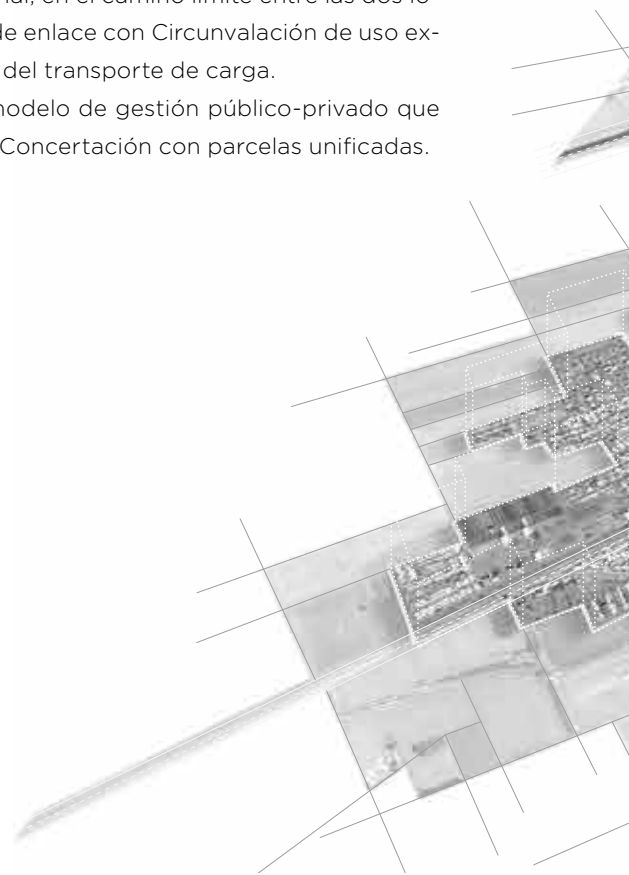 en el camino límite entre las dos lo-
de enlace con Circunvalación de uso ex-
del transporte de carga.
modelo de gestión público-privado que
Concertación con parcelas unificadas.